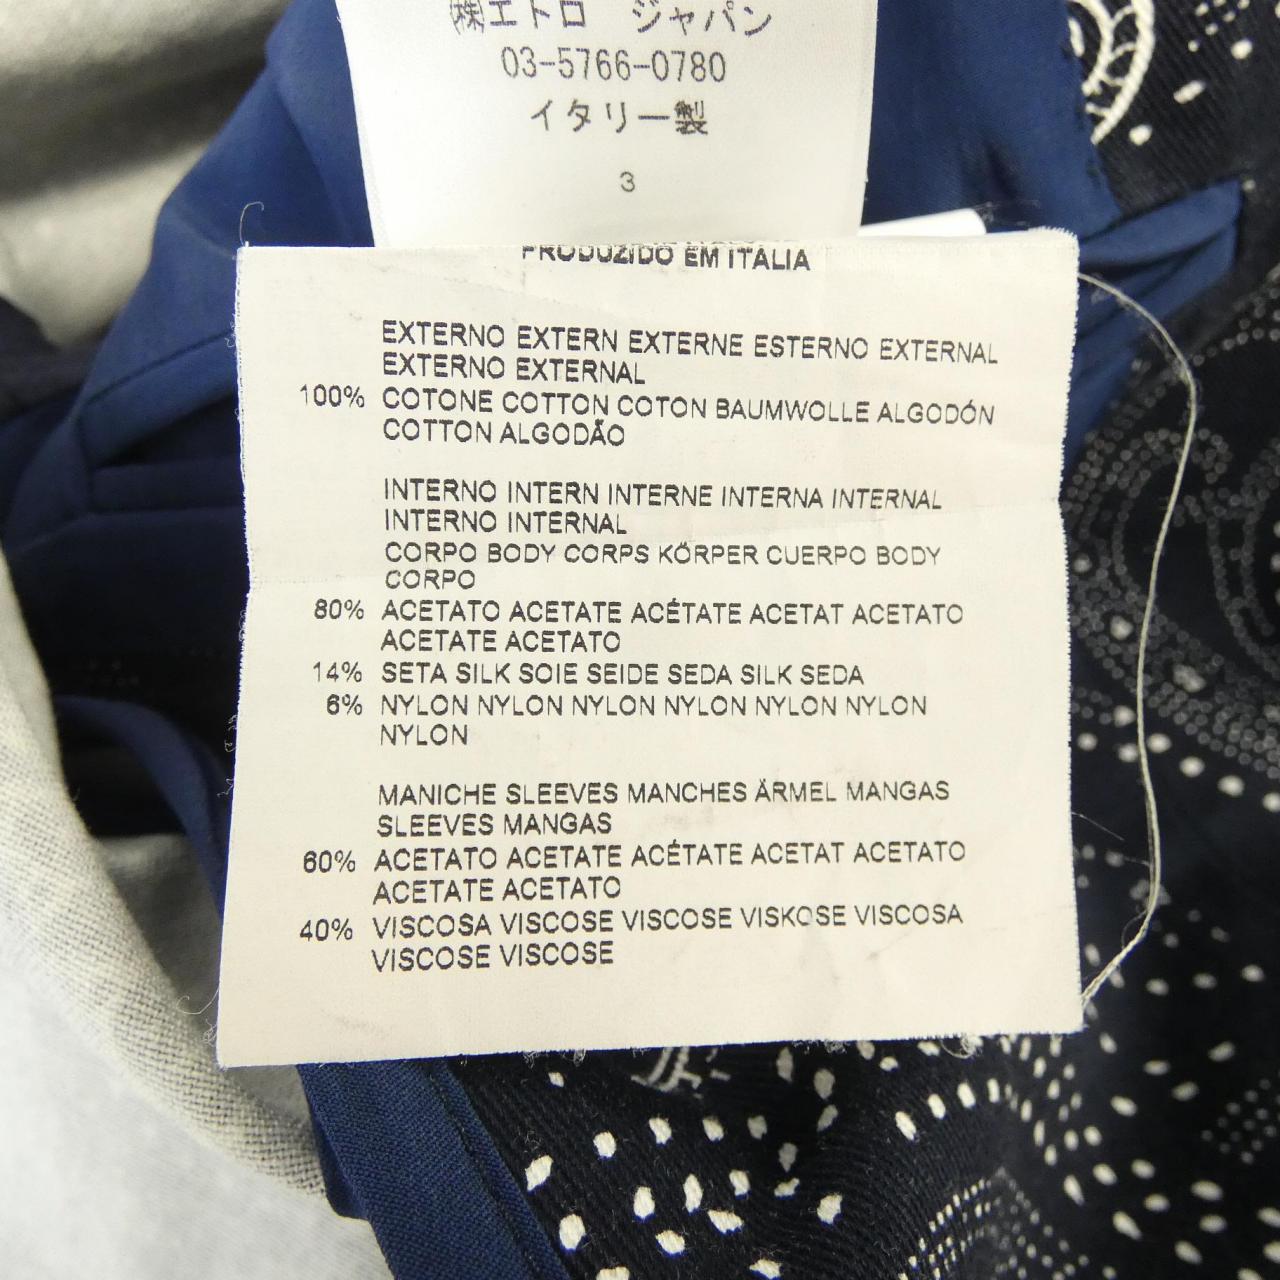 ㈱エトロ ジャパン
03-5766-0780
イタリー製
3
PRODUZIDO EM ITALIA
EXTERNO EXTERN EXTERNE ESTERNO EXTERNAL
EXTERNO EXTERNAL
100% COTONE COTTON COTON BAUMWOLLE ALGODÓN
COTTON ALGODÃO
INTERNO INTERN INTERNE INTERNA INTERNAL
INTERNO INTERNAL
CORPO BODY CORPS KÖRPER CUERPO BODY
CORPO
80% ACETATO ACETATE ACÉTATE ACETAT ACETATO
ACETATE ACETATO
14% SETA SILK SOIE SEIDE SEDA SILK SEDA
6% NYLON NYLON NYLON NYLON NYLON NYLON
NYLON
MANICHE SLEEVES MANCHES ÄRMEL MANGAS
SLEEVES MANGAS
60% ACETATO ACETATE ACÉTATE ACETAT ACETATO
ACETATE ACETATO
40% VISCOSA VISCOSE VISCOSE VISKOSE VISCOSA
VISCOSE VISCOSE